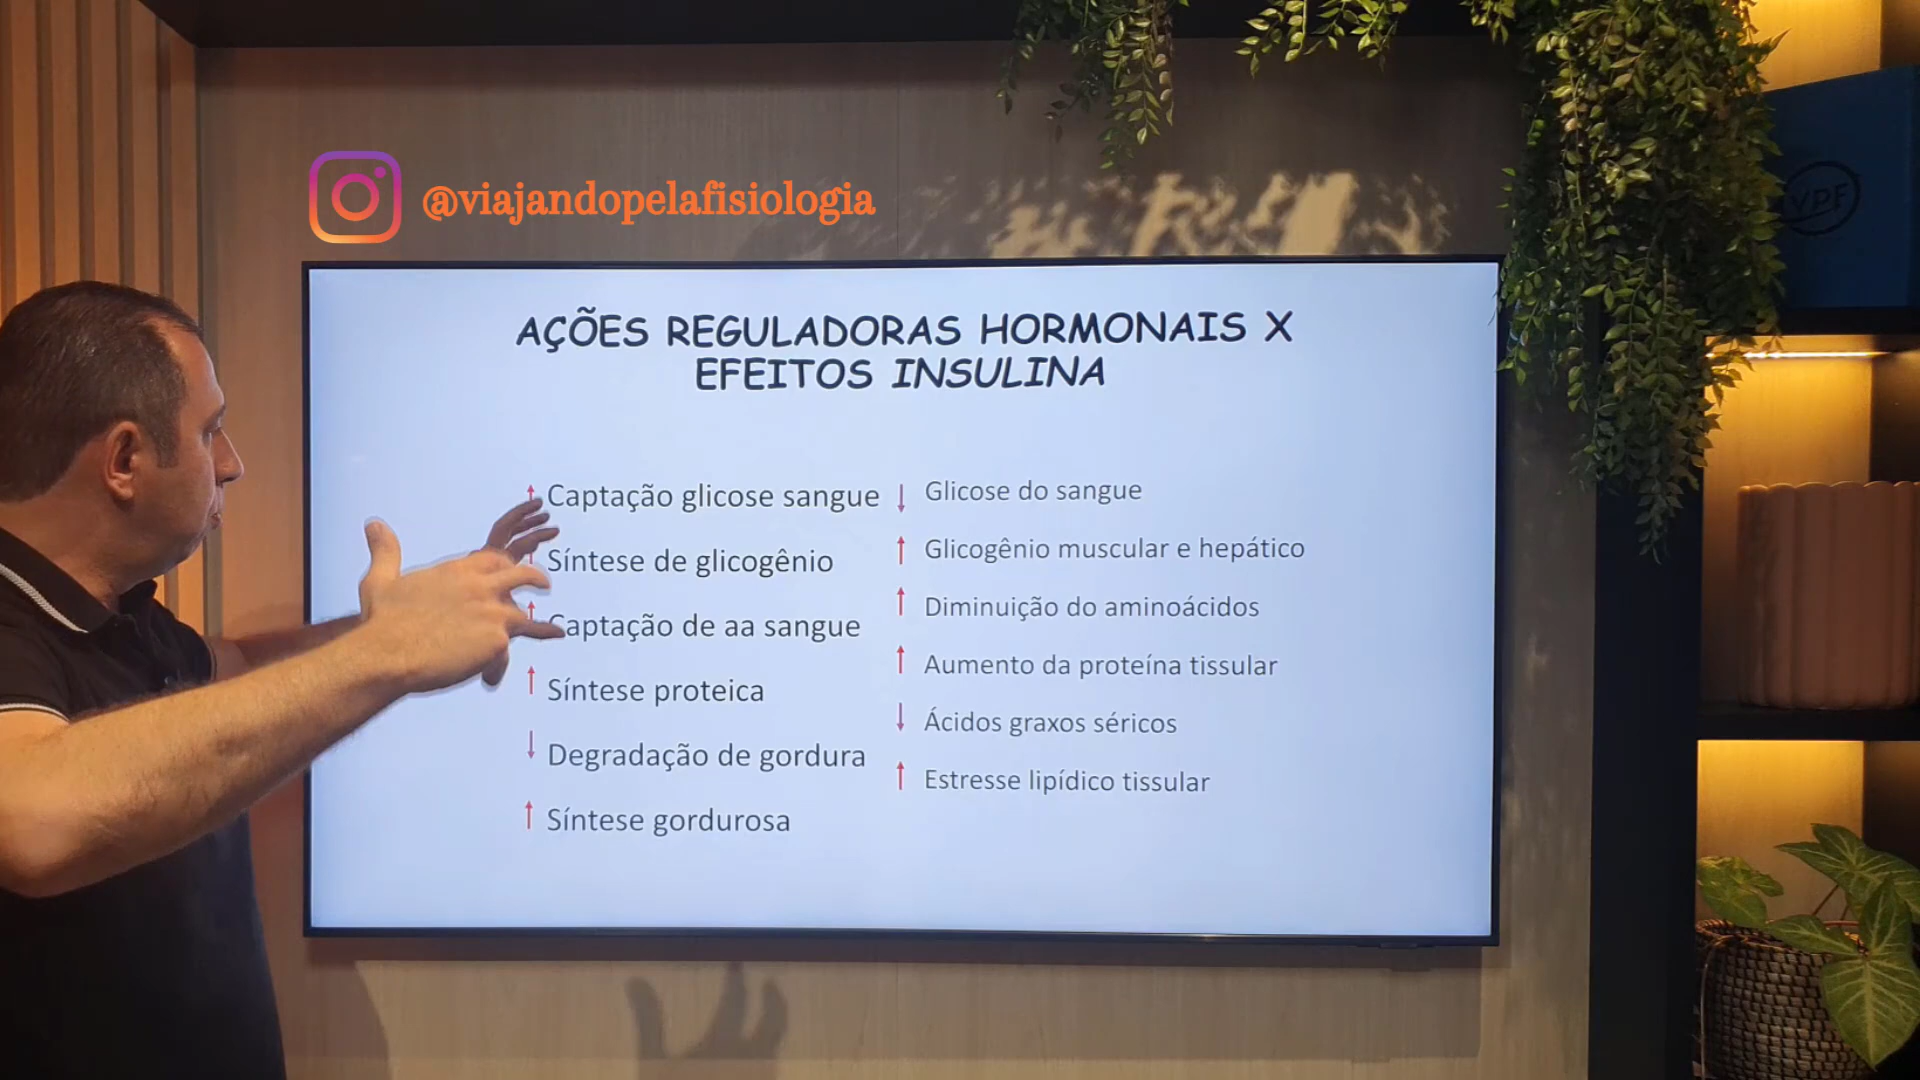 @viajandopelafisiologia
VPF
AÇÕES REGULADORAS HORMONAIS X
EFEITOS INSULINA
↑ Captação glicose sangue
↑ Síntese de glicogênio
↑ Captação de aa sangue
↑ Síntese proteica
↓ Degradação de gordura
↑ Síntese gordurosa
↓ Glicose do sangue
↑ Glicogênio muscular e hepático
↑ Diminuição do aminoácidos
↑ Aumento da proteína tissular
↓ Ácidos graxos séricos
↑ Estresse lipídico tissular